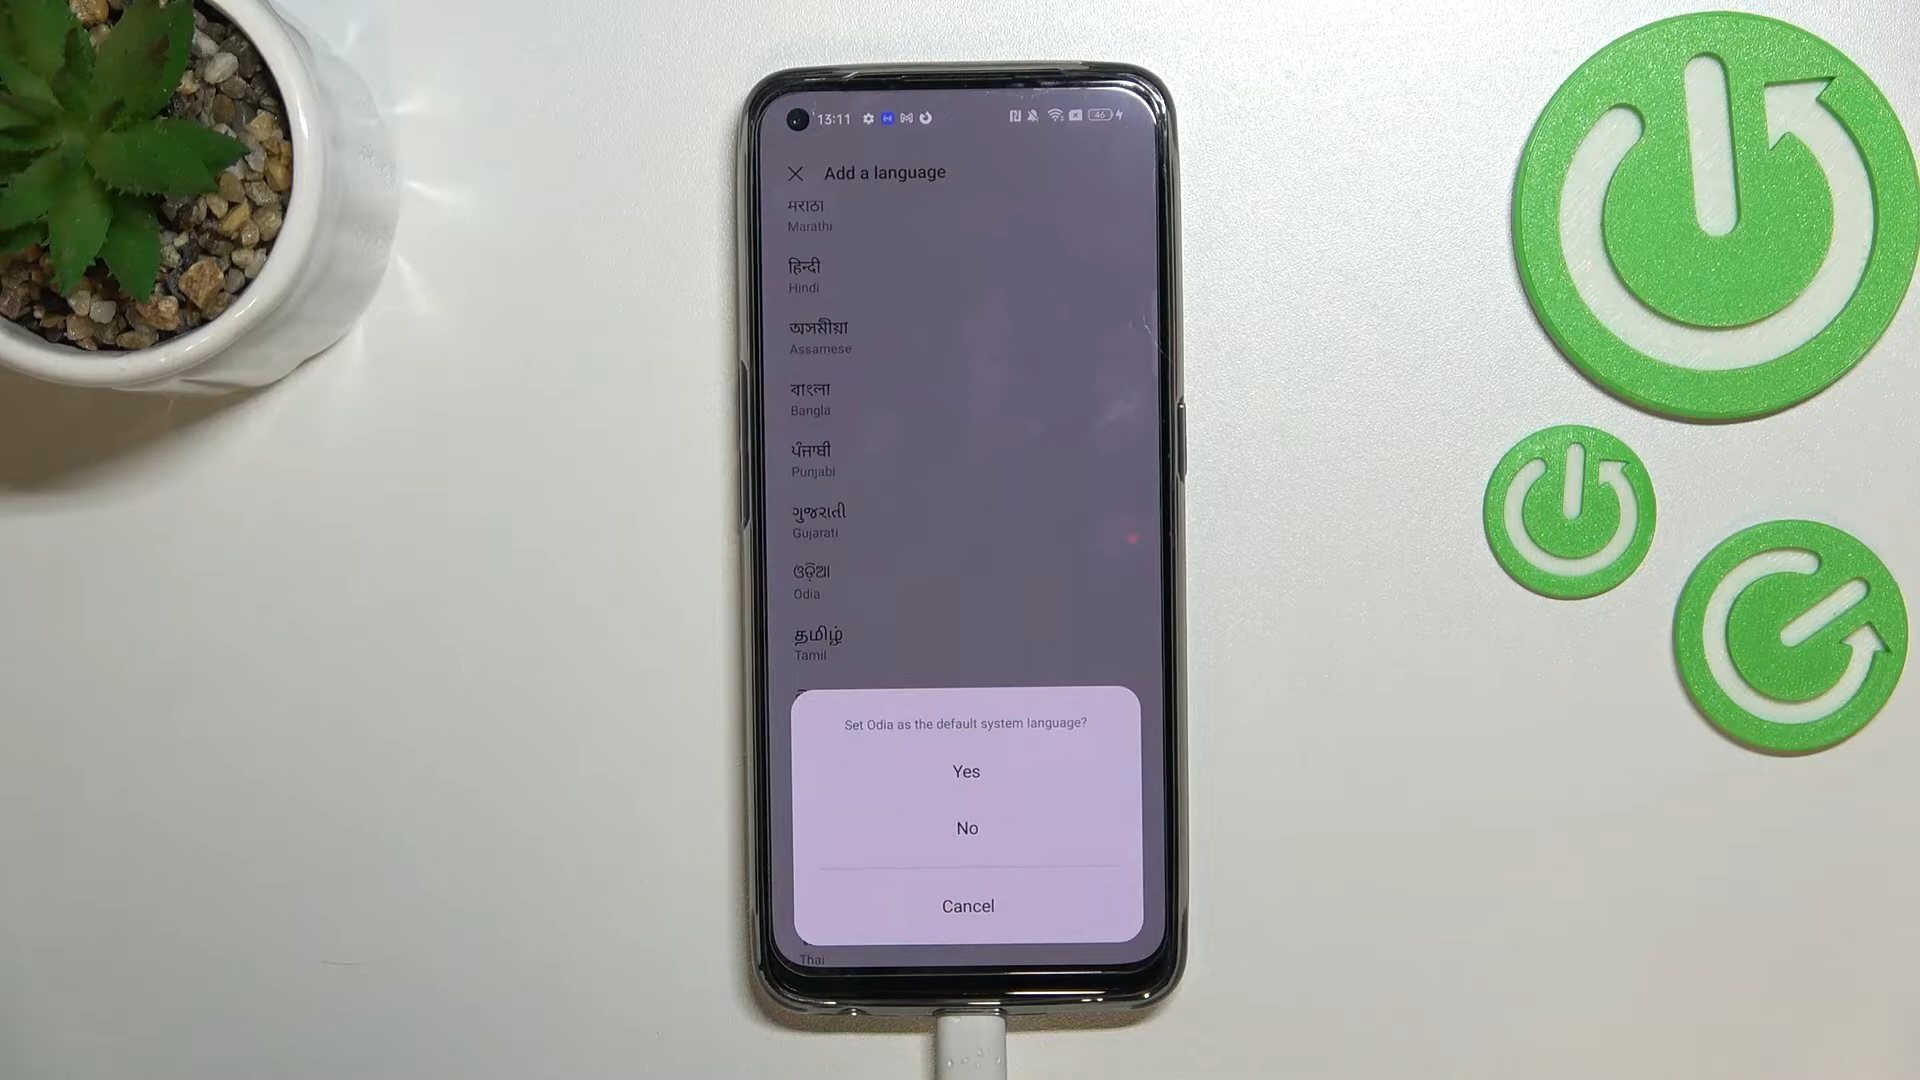 13:11
46
Add a language
मराठी
Marathi
हिन्दी
Hindi
অসমীয়া
Assamese
বাংলা
Bangla
ਪੰਜਾਬੀ
Punjabi
ગુજરાતી
Gujarati
ଓଡ଼ିଆ
Odia
தமிழ்
Tamil
Set Odia as the default system language?
Yes
No
Cancel
Thai